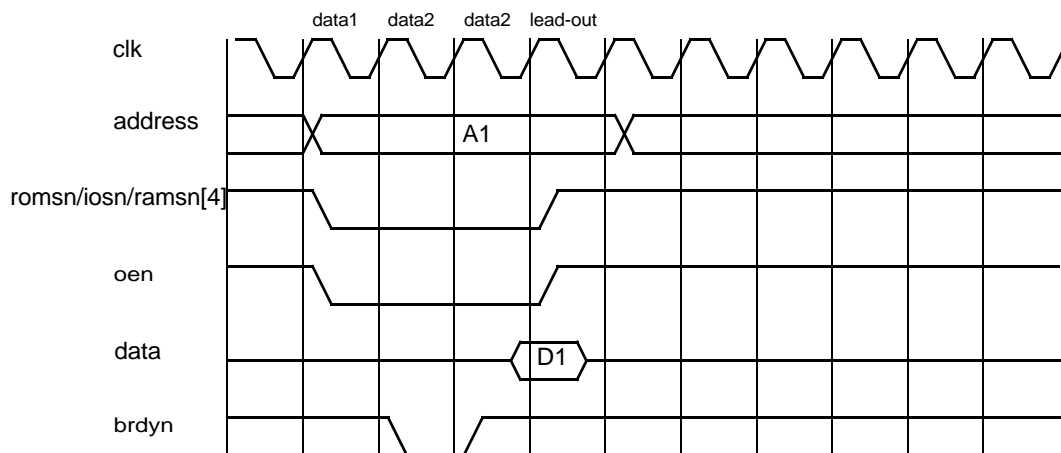 data1 data2 data2 lead-out
clk
address
A1
romsn/iosn/ramsn[4]
oen
data
D1
brdyn